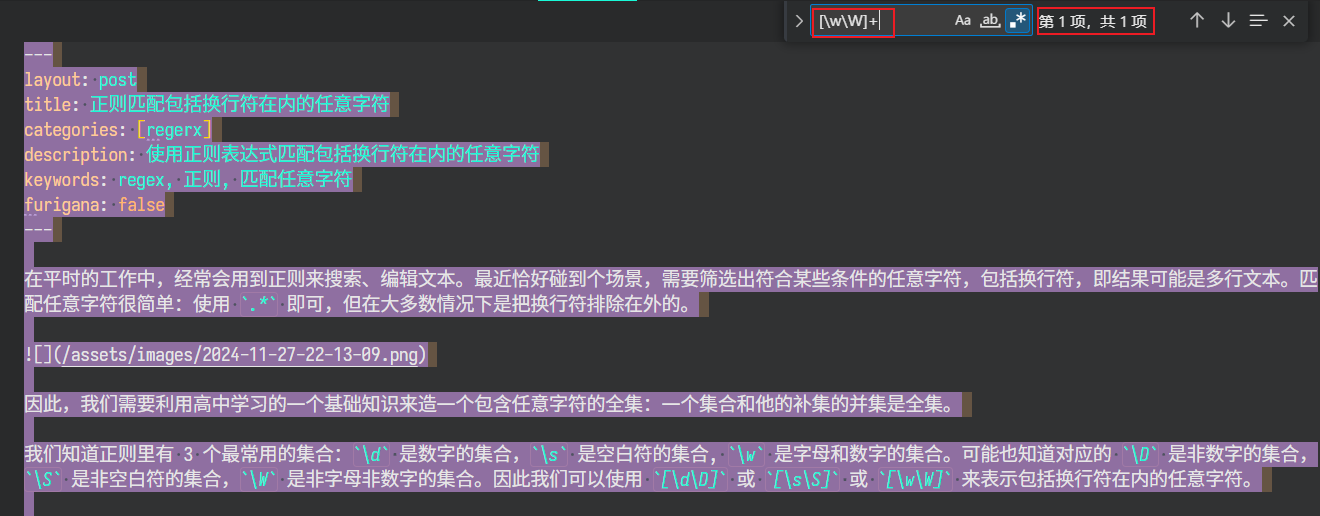 [\w\W]+
Aa ab 第 1 项，共 1 项
---
layout: post
title: 正则匹配包括换行符在内的任意字符
categories: [regerx]
description: 使用正则表达式匹配包括换行符在内的任意字符
keywords: regex, 正则, 匹配任意字符
furigana: false
---
在平时的工作中，经常会用到正则来搜索、编辑文本。最近恰好碰到个场景，需要筛选出符合某些条件的任意字符，包括换行符，即结果可能是多行文本。匹
配任意字符很简单：使用 `.*` 即可，但在大多数情况下是把换行符排除在外的。
![](/assets/images/2024-11-27-22-13-09.png)
因此，我们需要利用高中学习的一个基础知识来造一个包含任意字符的全集：一个集合和他的补集的并集是全集。
我们知道正则里有 3 个最常用的集合：`\d` 是数字的集合，`\s` 是空白符的集合，`\w` 是字母和数字的集合。可能也知道对应的 `\D` 是非数字的集合，
`\S` 是非空白符的集合，`\W` 是非字母非数字的集合。因此我们可以使用 `[\d\D]` 或 `[\s\S]` 或 `[\w\W]` 来表示包括换行符在内的任意字符。